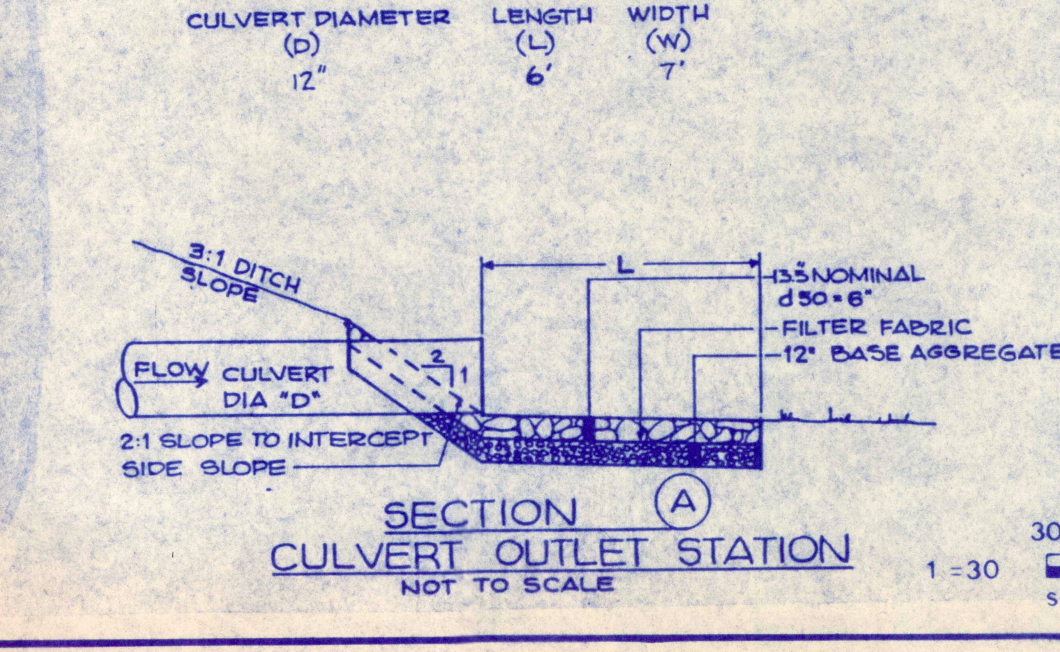 CULVERT DIAMETER LENGTH WIDTH
(D) (L) (W)
12" 6' 7'
3:1 DITCH
SLOPE
L
13.5" NOMINAL
d50=6"
FILTER FABRIC
12" BASE AGGREGATE
2
1
FLOW
CULVERT
DIA "D"
2:1 SLOPE TO INTERCEPT
SIDE SLOPE
SECTION A
CULVERT OUTLET STATION
NOT TO SCALE
1 =30
30
S